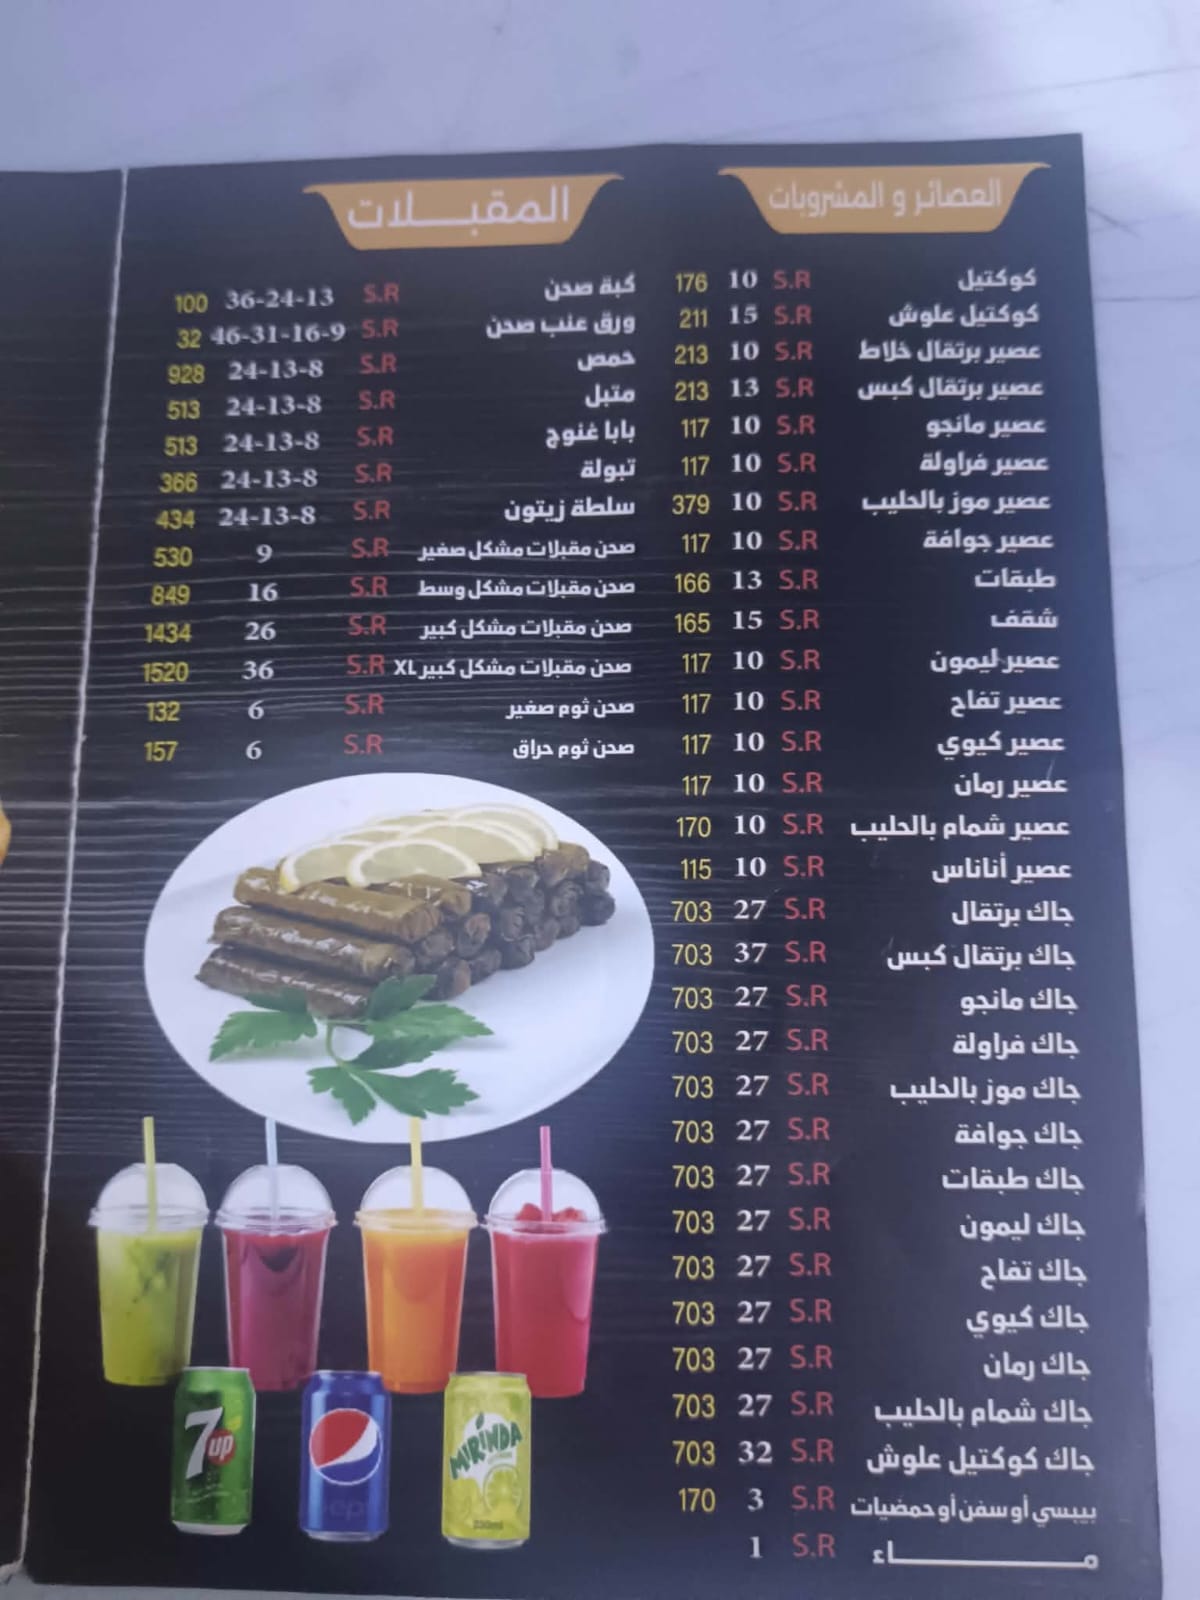 العصائر و المشروبات
كوكتيل S.R 10 176
كوكتيل علوش S.R 15 211
عصير برتقال خلاط S.R 10 213
عصير برتقال كبس S.R 13 213
عصير مانجو S.R 10 117
عصير فراولة S.R 10 117
عصير موز بالحليب S.R 10 379
عصير جوافة S.R 10 117
طبقات S.R 13 166
شقف S.R 15 165
عصير ليمون S.R 10 117
عصير تفاح S.R 10 117
عصير كيوي S.R 10 117
عصير رمان S.R 10 117
عصير شمام بالحليب S.R 10 170
عصير أناناس S.R 10 115
جاك برتقال S.R 27 703
جاك برتقال كبس S.R 37 703
جاك مانجو S.R 27 703
جاك فراولة S.R 27 703
جاك موز بالحليب S.R 27 703
جاك جوافة S.R 27 703
جاك طبقات S.R 27 703
جاك ليمون S.R 27 703
جاك تفاح S.R 27 703
جاك كيوي S.R 27 703
جاك رمان S.R 27 703
جاك شمام بالحليب S.R 27 703
جاك كوكتيل علوش S.R 32 703
بيبسي أو سفن أو حمضيات S.R 3 170
مـــــــــاء S.R 1
المقبـــلات
كبة صحن S.R 36-24-13 100
ورق عنب صحن S.R 46-31-16-9 32
حمص S.R 24-13-8 928
متبل S.R 24-13-8 513
بابا غنوج S.R 24-13-8 513
تبولة S.R 24-13-8 366
سلطة زيتون S.R 24-13-8 434
صحن مقبلات مشكل صغير S.R 9 530
صحن مقبلات مشكل وسط S.R 16 849
صحن مقبلات مشكل كبير S.R 26 1434
صحن مقبلات مشكل كبير XL S.R 36 1520
صحن ثوم صغير S.R 6 132
صحن ثوم حراق S.R 6 157
7up
pepsi
MIRINDA